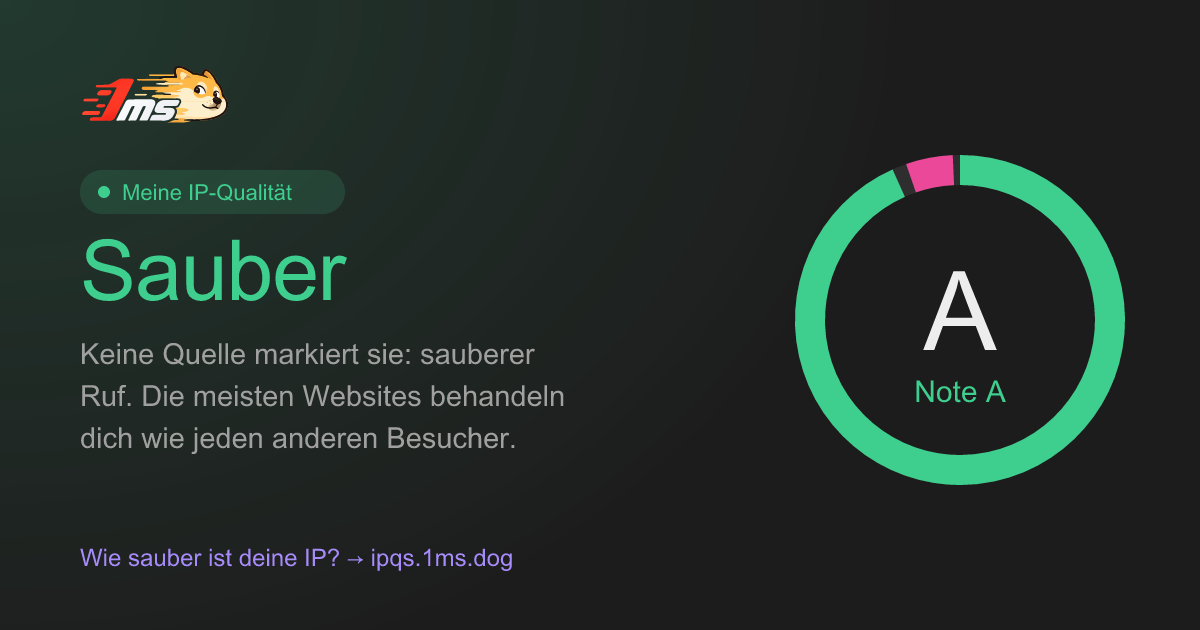 1ms
Meine IP-Qualität
Sauber
Keine Quelle markiert sie: sauberer
Ruf. Die meisten Websites behandeln
dich wie jeden anderen Besucher.
Wie sauber ist deine IP? → ipqs.1ms.dog
A
Note A